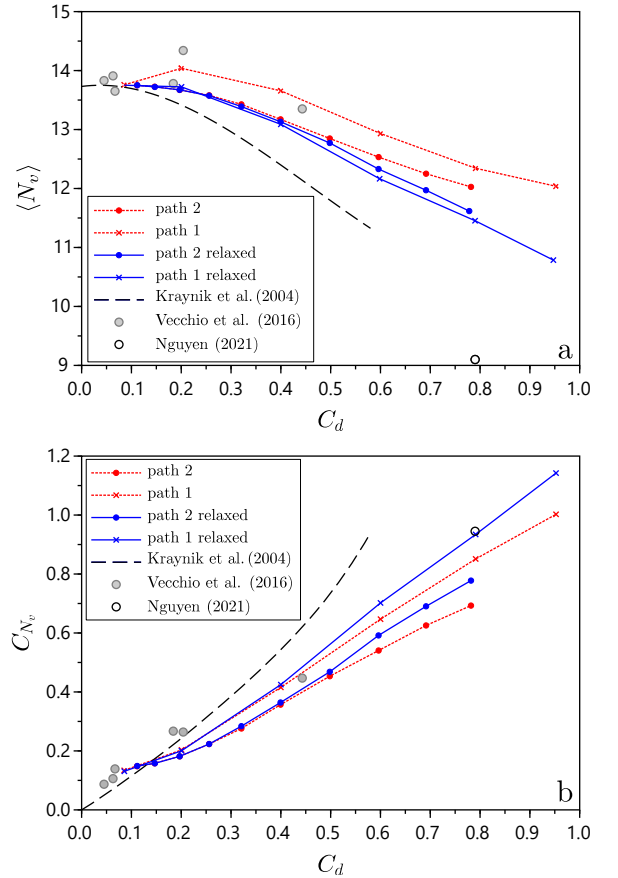 15
14
13
12
11
10
9
⟨N_v⟩
path 2
path 1
path 2 relaxed
path 1 relaxed
Kraynik et al. (2004)
Vecchio et al. (2016)
Nguyen (2021)
a
0.0 0.1 0.2 0.3 0.4 0.5 0.6 0.7 0.8 0.9 1.0
C_d
1.2
1.0
0.8
0.6
0.4
0.2
0.0
C_{N_v}
path 2
path 1
path 2 relaxed
path 1 relaxed
Kraynik et al. (2004)
Vecchio et al. (2016)
Nguyen (2021)
b
0.0 0.1 0.2 0.3 0.4 0.5 0.6 0.7 0.8 0.9 1.0
C_d